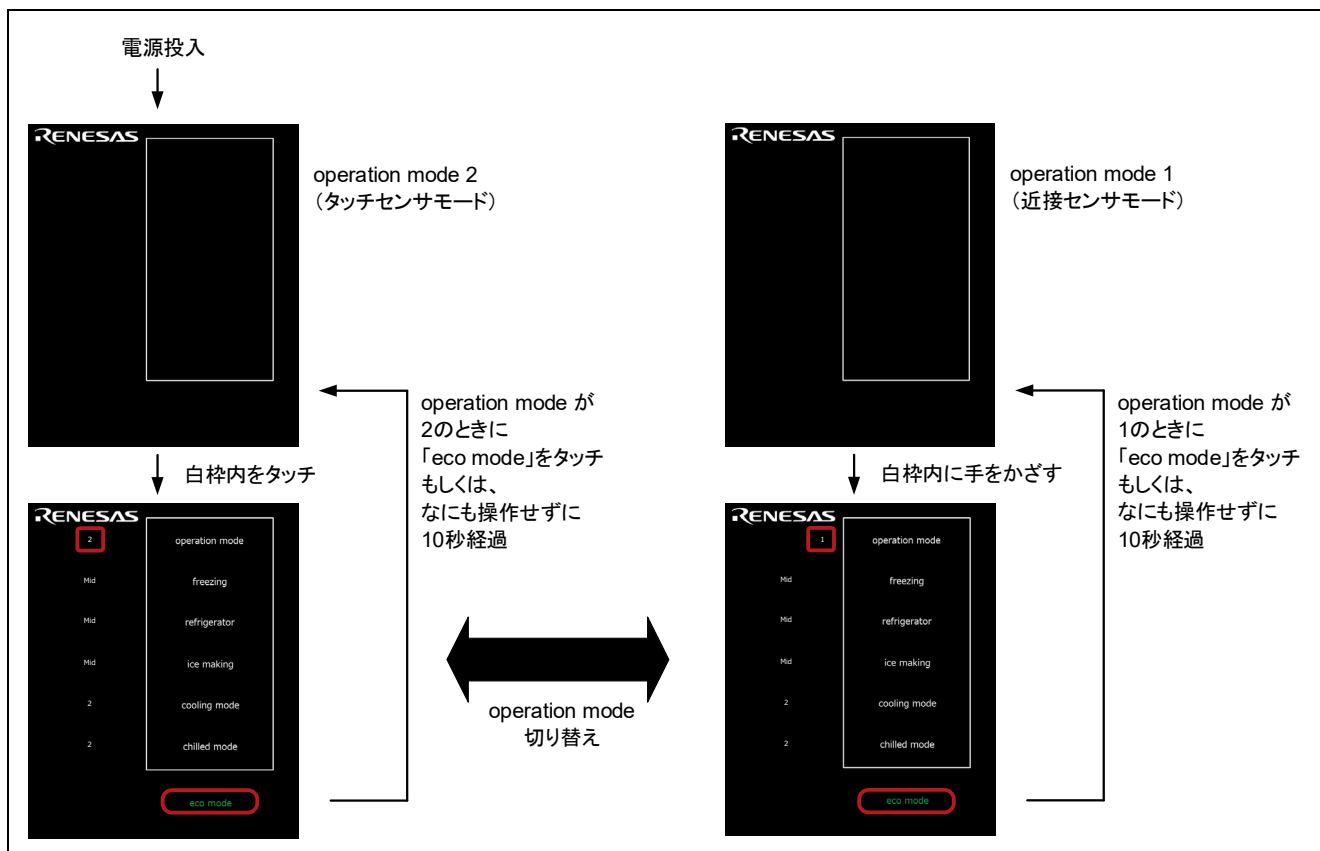 電源投入
RENESAS
operation mode 2
（タッチセンサモード）
白枠内をタッチ
RENESAS
2
operation mode
Mid
freezing
Mid
refrigerator
Mid
ice making
2
cooling mode
2
chilled mode
eco mode
operation mode が
2のときに
「eco mode」をタッチ
もしくは、
なにも操作せずに
10秒経過
operation mode
切り替え
RENESAS
operation mode 1
（近接センサモード）
白枠内に手をかざす
RENESAS
1
operation mode
Mid
freezing
Mid
refrigerator
Mid
ice making
2
cooling mode
2
chilled mode
eco mode
operation mode が
1のときに
「eco mode」をタッチ
もしくは、
なにも操作せずに
10秒経過